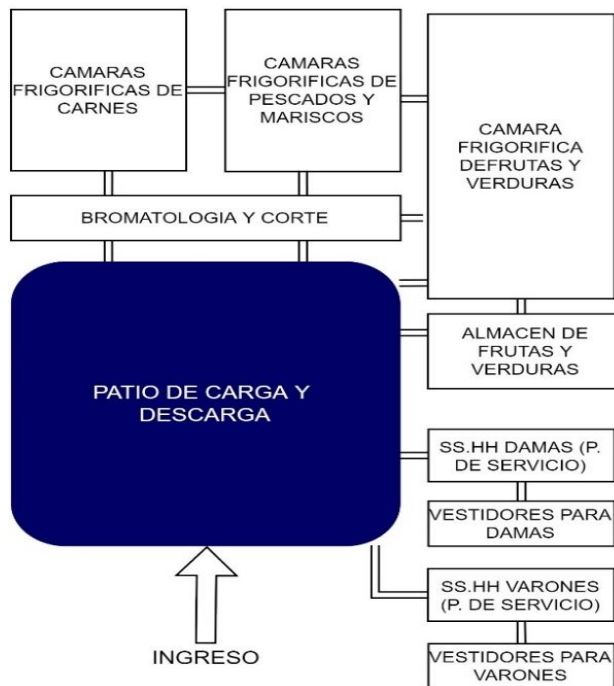 CAMARAS
FRIGORIFICAS DE
CARNES
CAMARAS
FRIGORIFICAS DE
PESCADOS Y
MARISCOS
CAMARA
FRIGORIFICA
DEFRUTAS Y
VERDURAS
BROMATOLOGIA Y CORTE
PATIO DE CARGA Y
DESCARGA
ALMACEN DE
FRUTAS Y
VERDURAS
SS.HH DAMAS (P.
DE SERVICIO)
VESTIDORES PARA
DAMAS
SS.HH VARONES
(P. DE SERVICIO)
VESTIDORES PARA
VARONES
INGRESO